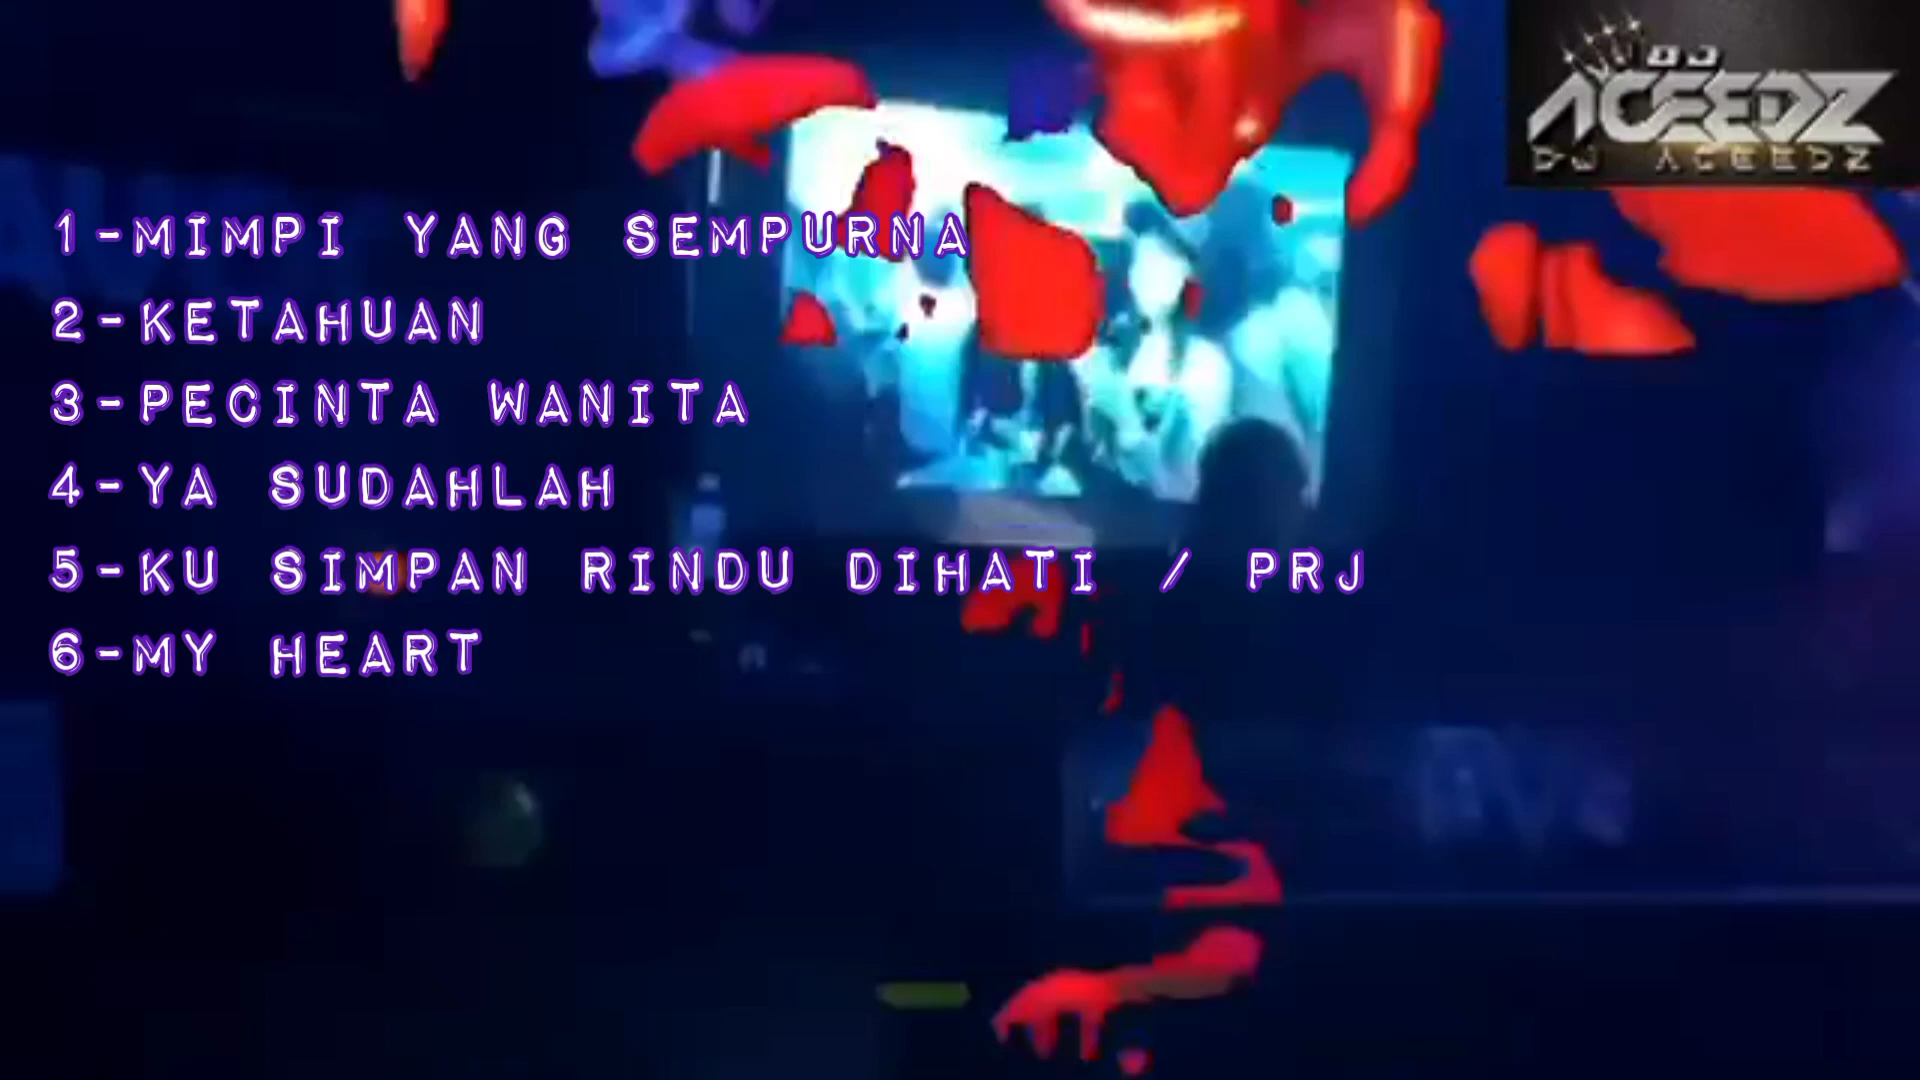 DJ
ACEEDZ
DJ ACEEDZ
1-MIMPI YANG SEMPURNA
2-KETAHUAN
3-PECINTA WANITA
4-YA SUDAHLAH
5-KU SIMPAN RINDU DIHATI / PRJ
6-MY HEART